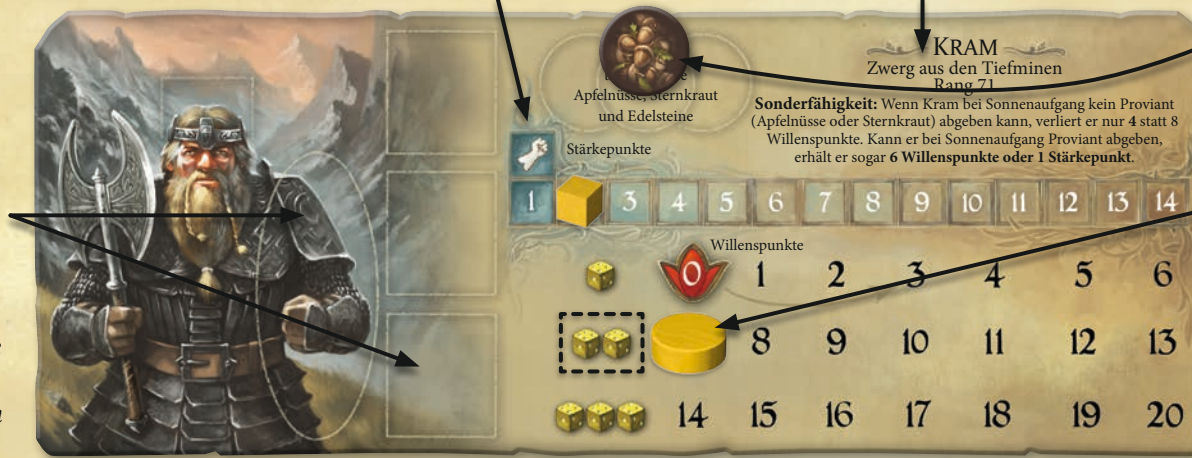 KRAM
Zwerg aus den Tiefminen
Rang 71
Sonderfähigkeit: Wenn Kram bei Sonnenaufgang kein Proviant
(Apfelnüsse oder Sternkraut) abgeben kann, verliert er nur 4 statt 8
Willenspunkte. Kann er bei Sonnenaufgang Proviant abgeben,
erhält er sogar 6 Willenspunkte oder 1 Stärkepunkt.
Apfelnüsse, Sternkraut
und Edelsteine
Stärkepunkte
1 3 4 5 6 7 8 9 10 11 12 13 14
Willenspunkte
0 1 2 3 4 5 6
8 9 10 11 12 13
14 15 16 17 18 19 20